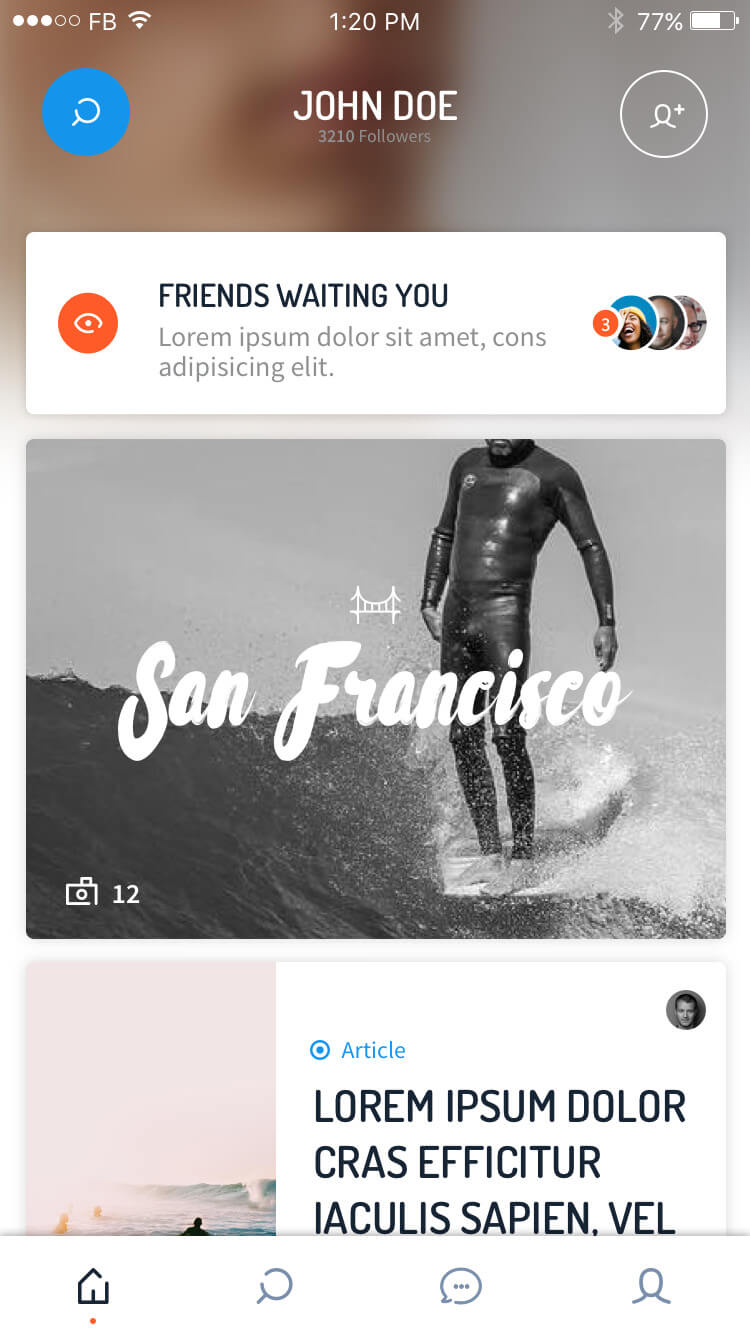 FB 1:20 PM 77%
JOHN DOE
3210 Followers
FRIENDS WAITING YOU
Lorem ipsum dolor sit amet, cons
adipisicing elit.
3
San Francisco
12
Article
LOREM IPSUM DOLOR
CRAS EFFICITUR
IACULIS SAPIEN, VEL